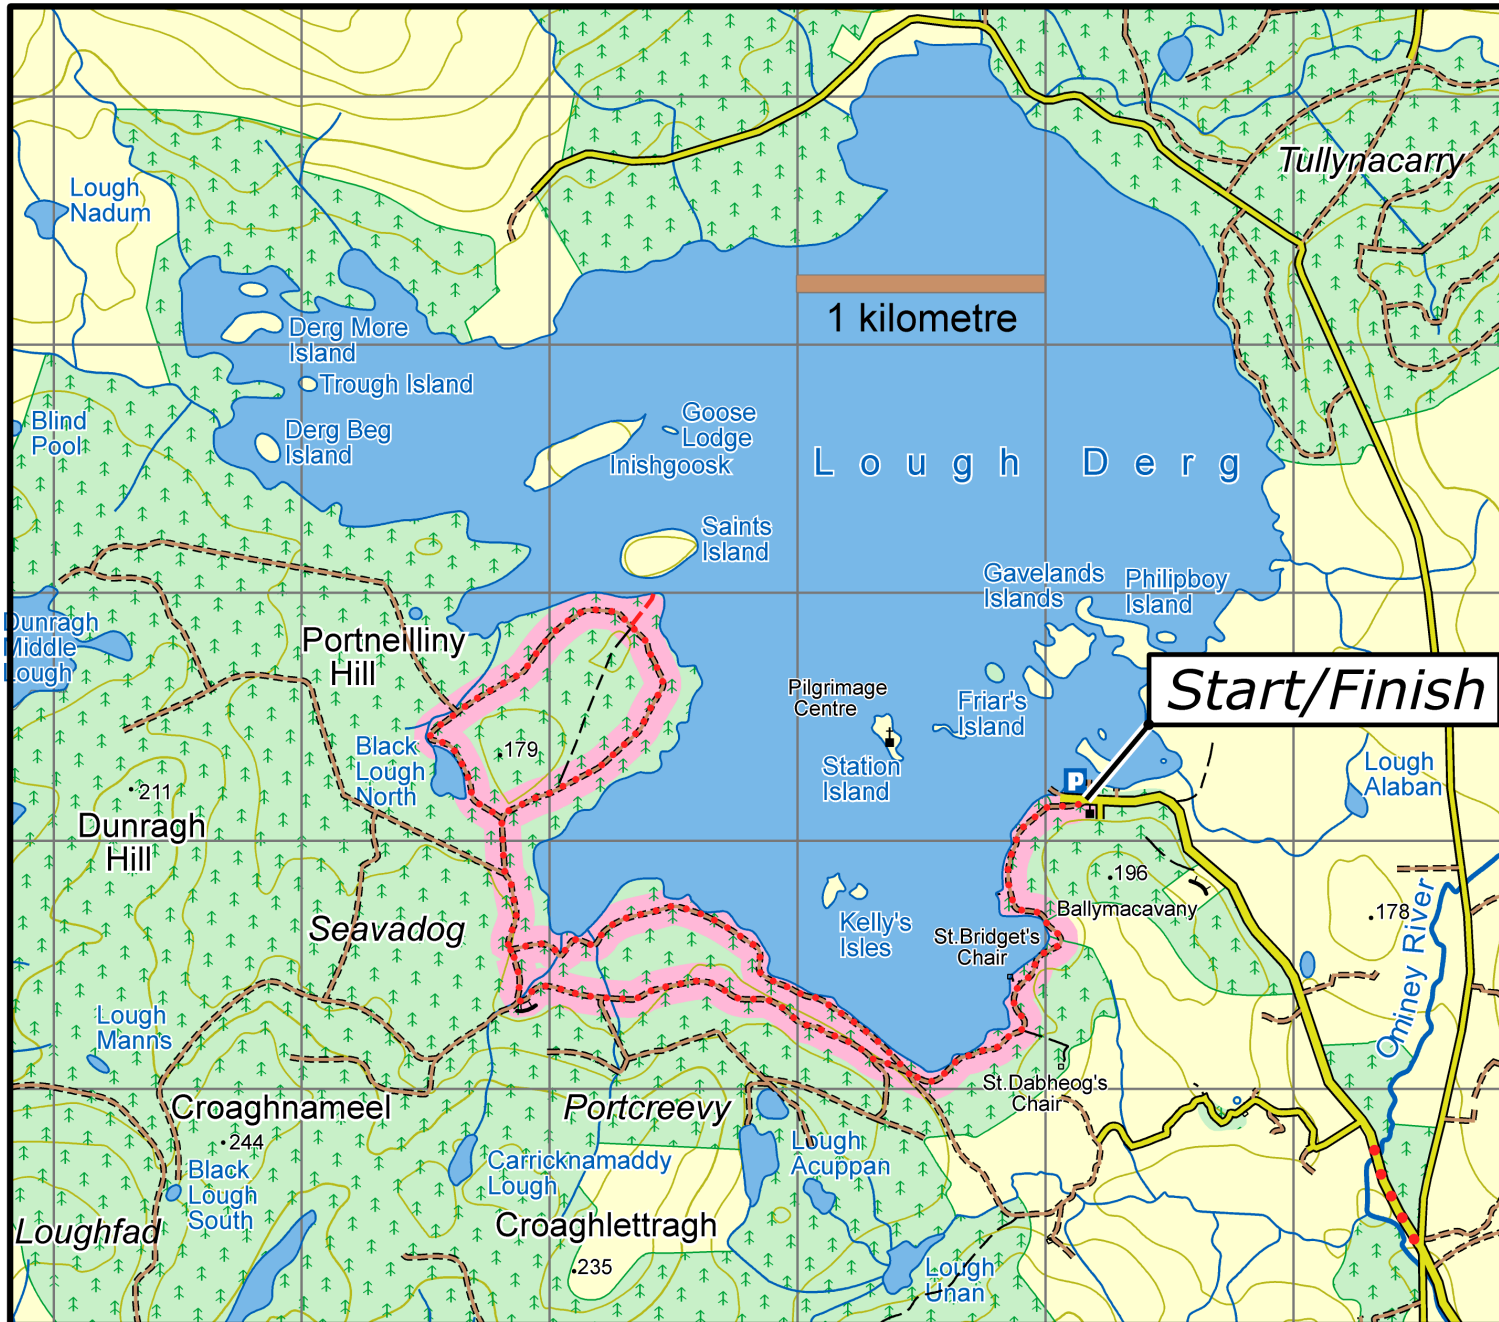 Tullynacarry
Lough
Nadum
1 kilometre
Derg More
Island
Trough Island
Derg Beg
Island
Blind
Pool
Goose
Lodge
Inishgoosk
Lough Derg
Saints
Island
Gavelands
Islands
Philipboy
Island
Dunragh
Middle
Lough
Portnelliny
Hill
Pilgrimage
Centre
Friar's
Island
Start/Finish
Station
Island
Black
Lough
North
179
P
Lough
Alaban
211
Dunragh
Hill
196
Ballymacavany
178
Kelly's
Isles
St.Bridget's
Chair
Seavadog
Ominey River
Lough
Manns
St.Dabheog's
Chair
Croaghnameel
244
Portcreevy
Black
Lough
South
Carricknamaddy
Lough
Lough
Acuppan
Loughfad
Croaghlettragh
235
Lough
Unan